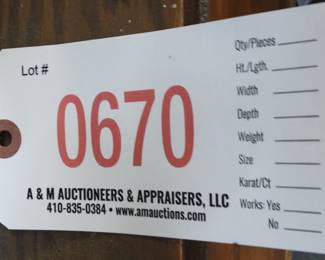 Lot #
0670
A & M AUCTIONEERS & APPRAISERS, LLC
410-835-0384 • www.amauctions.com
Qty/Pieces
Ht./Lgth.
Width
Depth
Weight
Size
Karat/Ct
Works: Yes
No